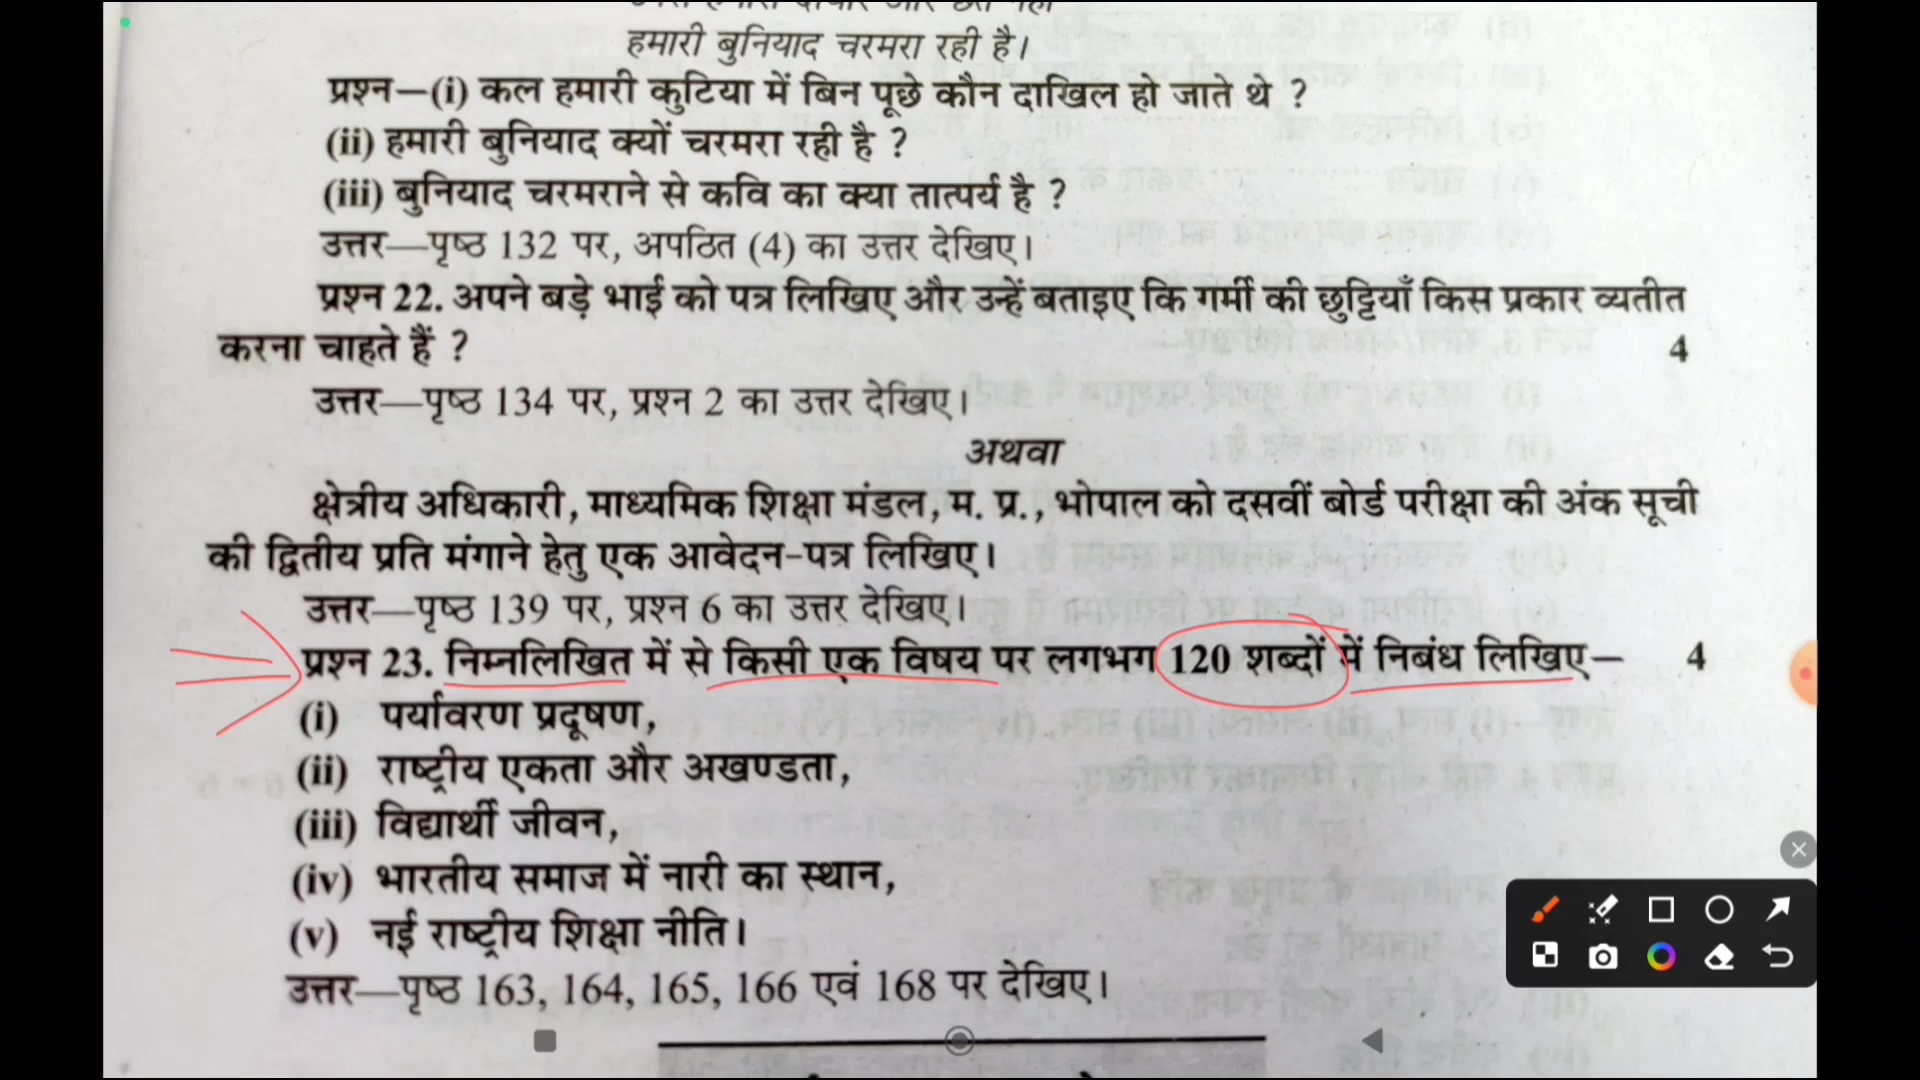 हमारी बुनियाद चरमरा रही है।
प्रश्न—(i) कल हमारी कुटिया में बिन पूछे कौन दाखिल हो जाते थे ?
(ii) हमारी बुनियाद क्यों चरमरा रही है ?
(iii) बुनियाद चरमराने से कवि का क्या तात्पर्य है ?
उत्तर—पृष्ठ 132 पर, अपठित (4) का उत्तर देखिए।
प्रश्न 22. अपने बड़े भाई को पत्र लिखिए और उन्हें बताइए कि गर्मी की छुट्टियाँ किस प्रकार व्यतीत
करना चाहते हैं ? 4
उत्तर—पृष्ठ 134 पर, प्रश्न 2 का उत्तर देखिए।
अथवा
क्षेत्रीय अधिकारी, माध्यमिक शिक्षा मंडल, म. प्र., भोपाल को दसवीं बोर्ड परीक्षा की अंक सूची
की द्वितीय प्रति मंगाने हेतु एक आवेदन-पत्र लिखिए।
उत्तर—पृष्ठ 139 पर, प्रश्न 6 का उत्तर देखिए।
प्रश्न 23. निम्नलिखित में से किसी एक विषय पर लगभग 120 शब्दों में निबंध लिखिए— 4
(i) पर्यावरण प्रदूषण,
(ii) राष्ट्रीय एकता और अखण्डता,
(iii) विद्यार्थी जीवन,
(iv) भारतीय समाज में नारी का स्थान,
(v) नई राष्ट्रीय शिक्षा नीति।
उत्तर—पृष्ठ 163, 164, 165, 166 एवं 168 पर देखिए।